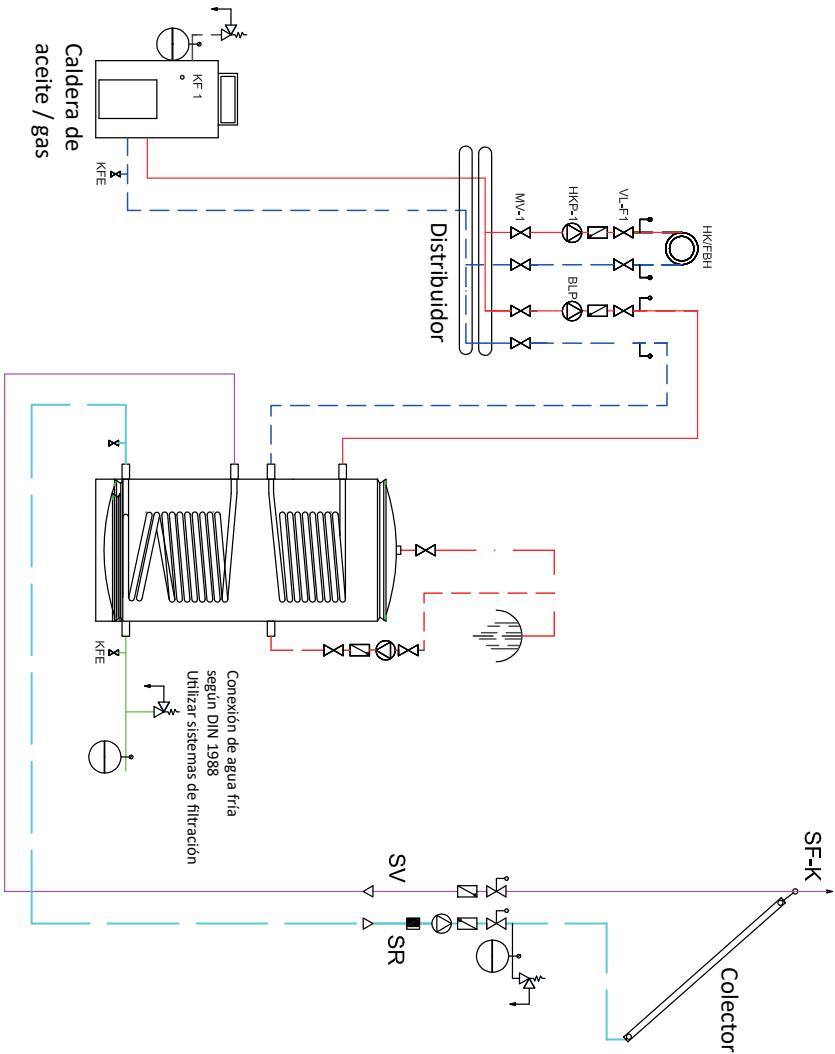 SF-K
Colector
HK/FBH
VL-F1
HKP-1
BLP
MV-1
Distribuidor
KF 1
KFE
Caldera de
aceite / gas
SV
SR
KFE
Conexión de agua fría
según DIN 1988
Utilizar sistemas de filtración